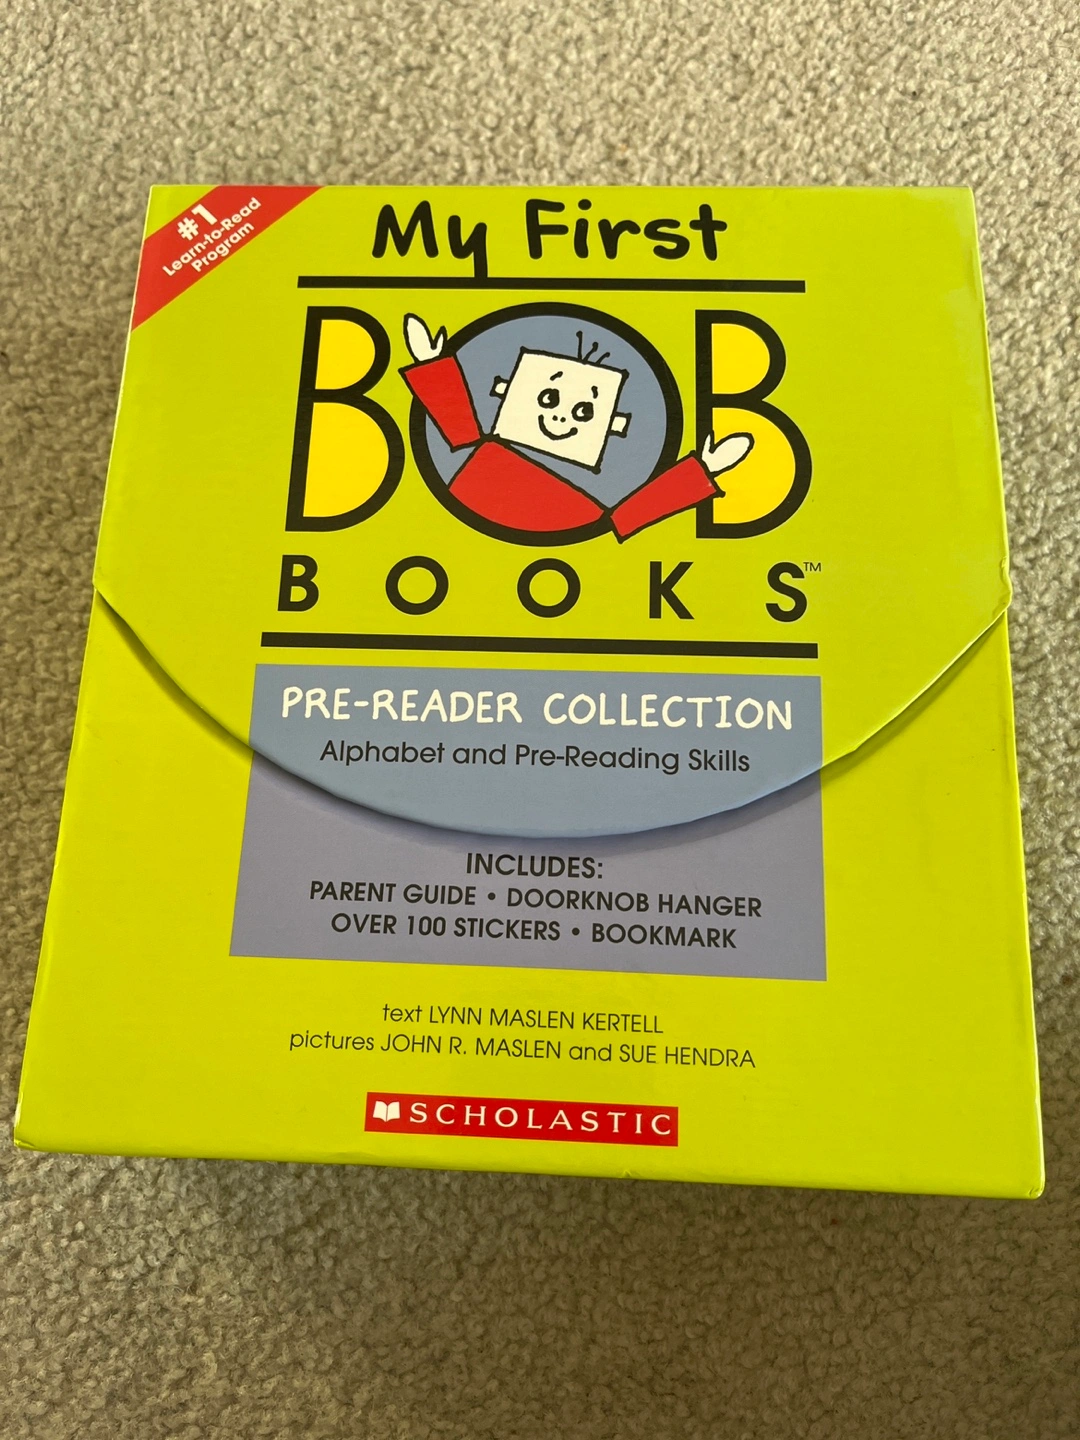 #1
Learn-to-Read
Program
My First
BOB
BOOKS™
PRE-READER COLLECTION
Alphabet and Pre-Reading Skills
INCLUDES:
PARENT GUIDE • DOORKNOB HANGER
OVER 100 STICKERS • BOOKMARK
text LYNN MASLEN KERTELL
pictures JOHN R. MASLEN and SUE HENDRA
SCHOLASTIC